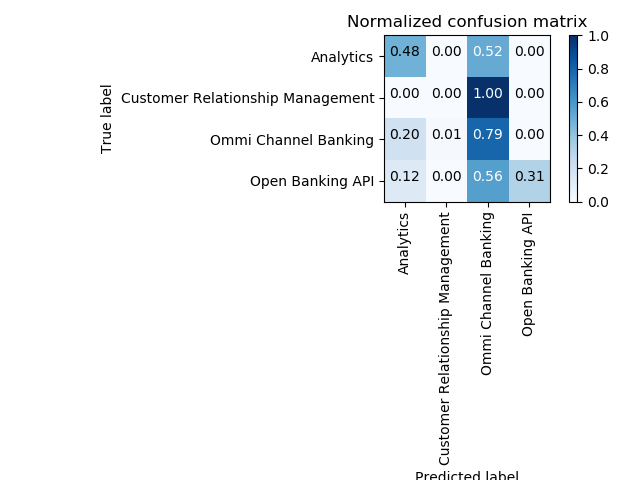 Normalized confusion matrix
True label
Analytics 0.48 0.00 0.52 0.00
Customer Relationship Management 0.00 0.00 1.00 0.00
Ommi Channel Banking 0.20 0.01 0.79 0.00
Open Banking API 0.12 0.00 0.56 0.31
1.0
0.8
0.6
0.4
0.2
0.0
Analytics
Customer Relationship Management
Ommi Channel Banking
Open Banking API
Predicted label